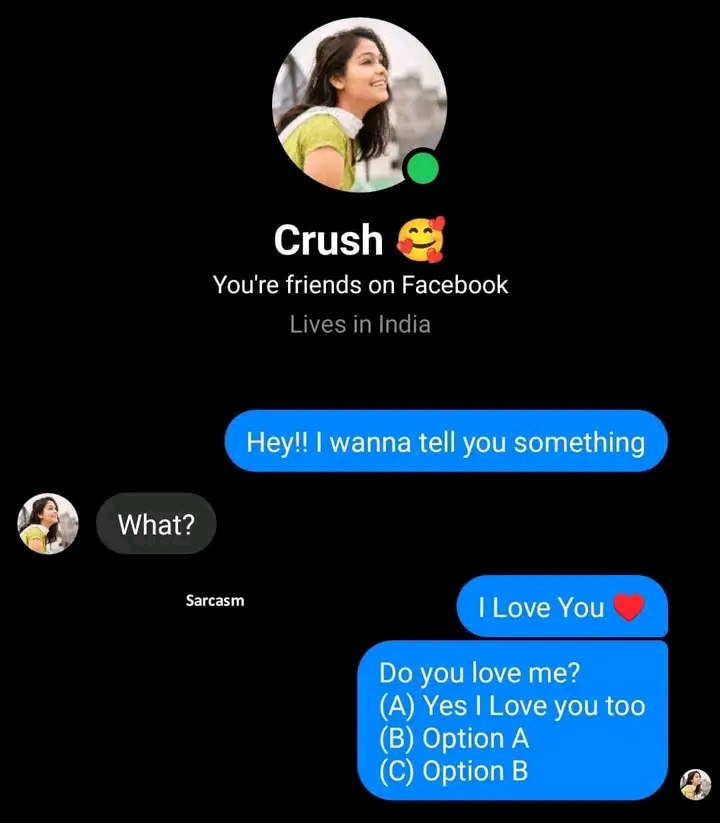 Crush 🥰
You're friends on Facebook
Lives in India
Hey!! I wanna tell you something
What?
Sarcasm
I Love You ♥️
Do you love me?
(A) Yes I Love you too
(B) Option A
(C) Option B